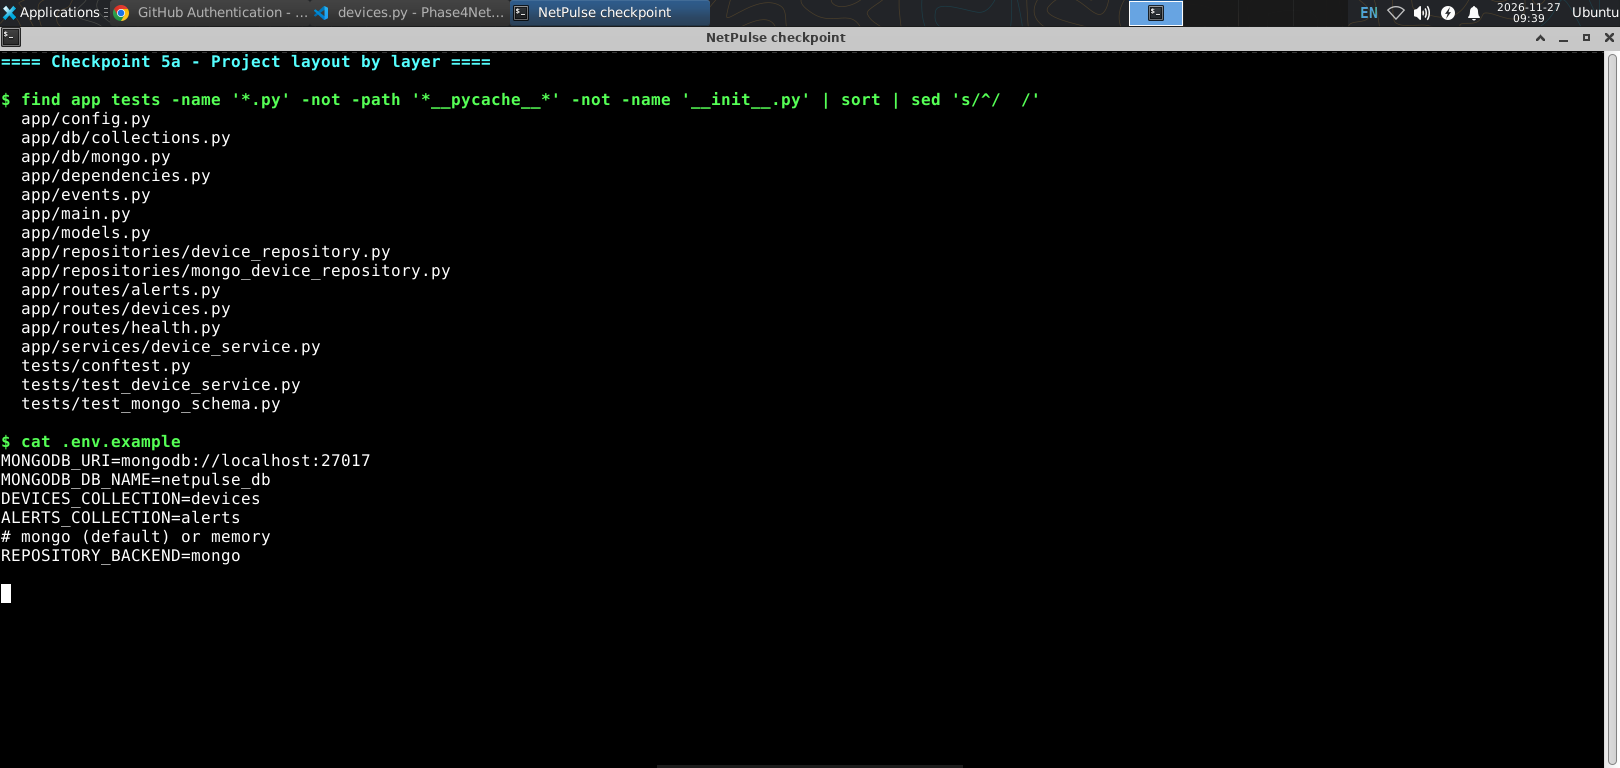 Applications
GitHub Authentication - ...
devices.py - Phase4Net...
NetPulse checkpoint
EN
2026-11-27
09:39
Ubuntu
NetPulse checkpoint
==== Checkpoint 5a - Project layout by layer ====
$ find app tests -name '*.py' -not -path '*__pycache__*' -not -name '__init__.py' | sort | sed 's/^/  /'
  app/config.py
  app/db/collections.py
  app/db/mongo.py
  app/dependencies.py
  app/events.py
  app/main.py
  app/models.py
  app/repositories/device_repository.py
  app/repositories/mongo_device_repository.py
  app/routes/alerts.py
  app/routes/devices.py
  app/routes/health.py
  app/services/device_service.py
  tests/conftest.py
  tests/test_device_service.py
  tests/test_mongo_schema.py
$ cat .env.example
MONGODB_URI=mongodb://localhost:27017
MONGODB_DB_NAME=netpulse_db
DEVICES_COLLECTION=devices
ALERTS_COLLECTION=alerts
# mongo (default) or memory
REPOSITORY_BACKEND=mongo